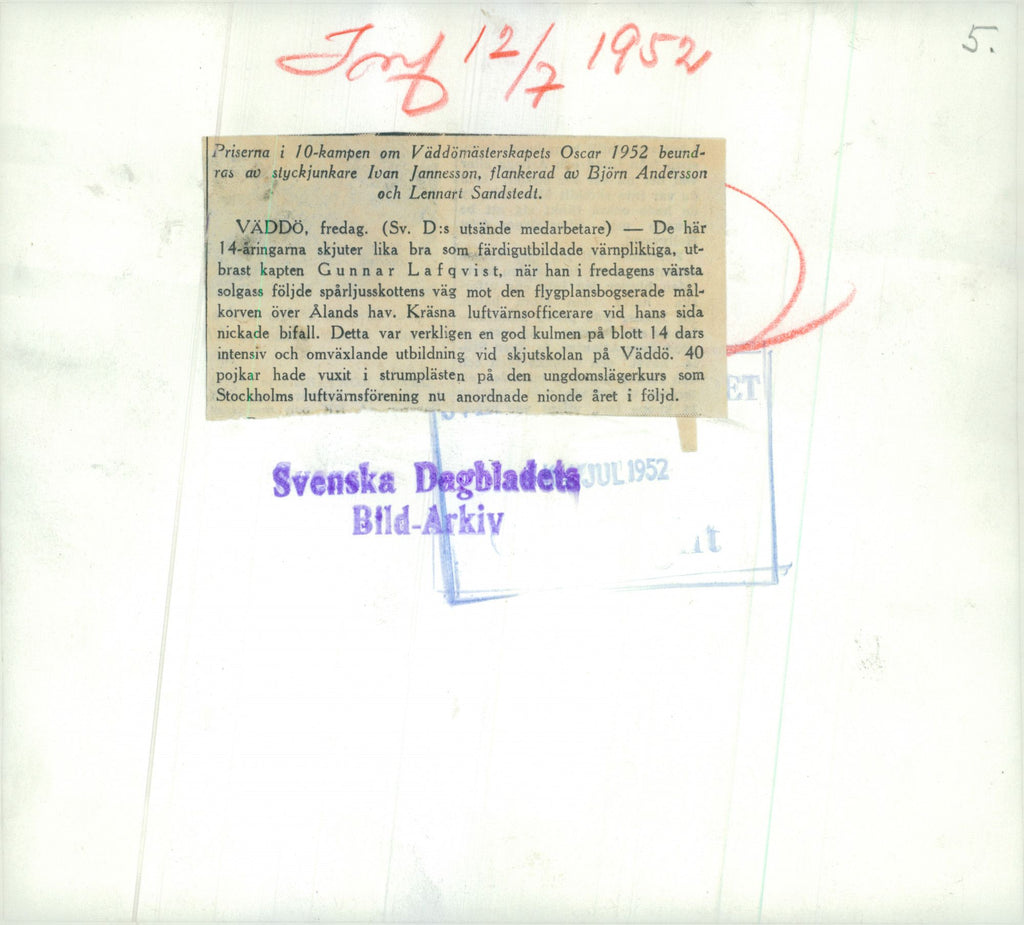 12/7 1952
5.
Priserna i 10-kampen om Väddömästerskapets Oscar 1952 beund-
ras av styckjunkare Ivan Jannesson, flankerad av Björn Andersson
och Lennart Sandstedt.
VÄDDÖ, fredag. (Sv. D:s utsände medarbetare) — De här
14-åringarna skjuter lika bra som färdigutbildade värnpliktiga, ut-
brast kapten Gunnar Lafqvist, när han i fredagens värsta
solgass följde spårljusskottens väg mot den flygplansbogserade mål-
korven över Ålands hav. Kräsna luftvärnsofficerare vid hans sida
nickade bifall. Detta var verkligen en god kulmen på blott 14 dars
intensiv och omväxlande utbildning vid skjutskolan på Väddö. 40
pojkar hade vuxit i strumplästen på den ungdomslägerkurs som
Stockholms luftvärnsförening nu anordnade nionde året i följd.
ET
Svenska Dagbladets
JUL 1952
Bild-Arkiv